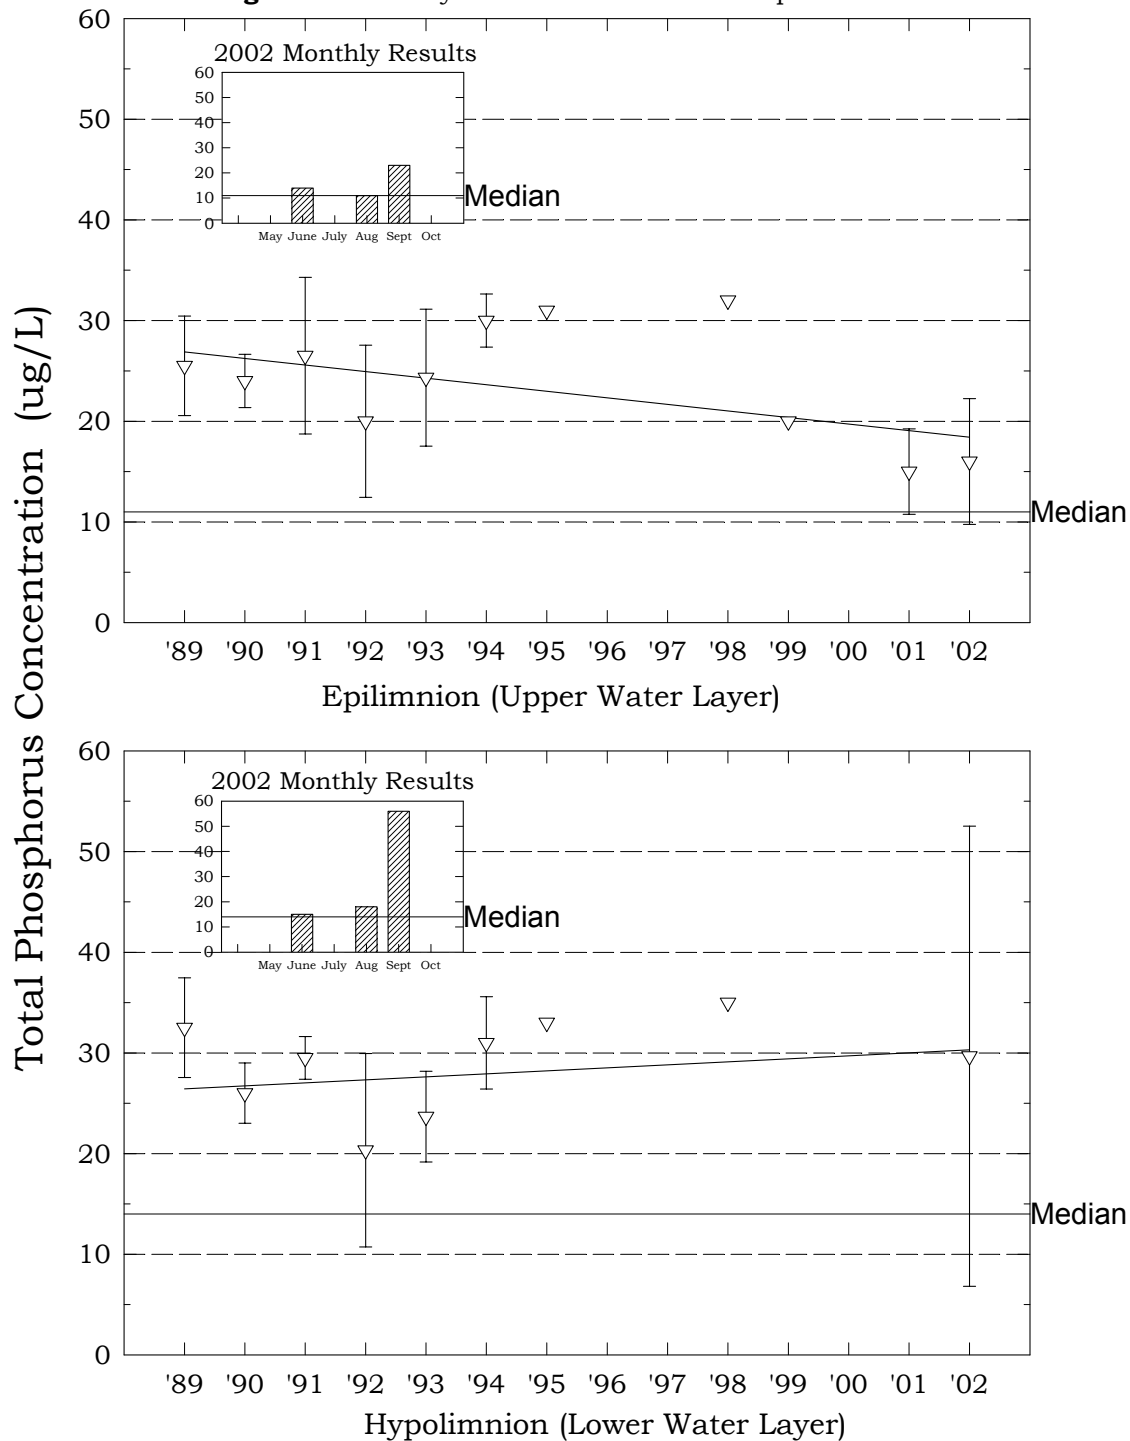 2002 Monthly Results
60
50
40
30
20
10
0
May June July Aug Sept Oct
Median
60
50
40
30
20
10
0
Median
'89 '90 '91 '92 '93 '94 '95 '96 '97 '98 '99 '00 '01 '02
Epilimnion (Upper Water Layer)
Total Phosphorus Concentration (ug/L)
2002 Monthly Results
60
50
40
30
20
10
0
May June July Aug Sept Oct
Median
60
50
40
30
20
10
0
Median
'89 '90 '91 '92 '93 '94 '95 '96 '97 '98 '99 '00 '01 '02
Hypolimnion (Lower Water Layer)